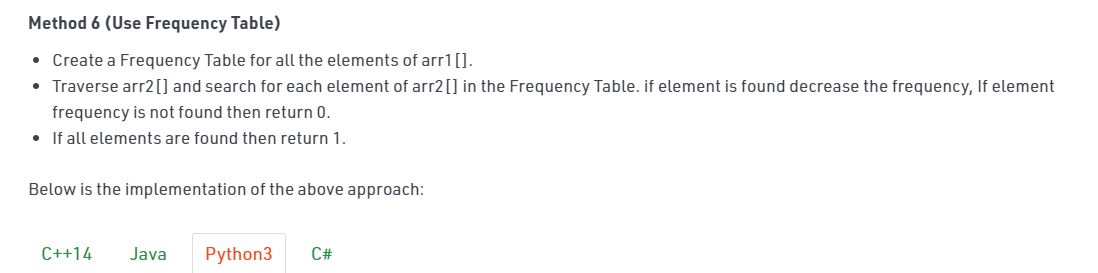 Method 6 (Use Frequency Table)
• Create a Frequency Table for all the elements of arr1[].
• Traverse arr2[] and search for each element of arr2[] in the Frequency Table. if element is found decrease the frequency, If element
frequency is not found then return 0.
• If all elements are found then return 1.
Below is the implementation of the above approach:
C++14 Java Python3 C#